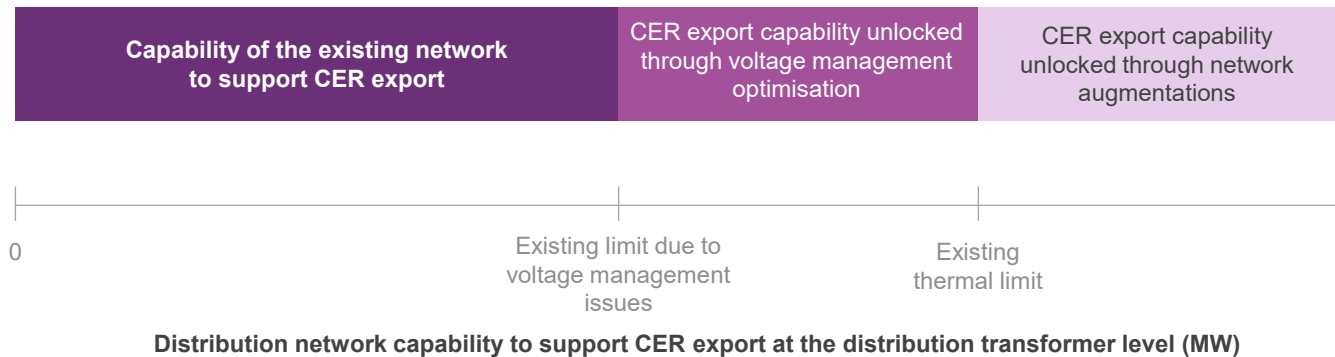 Capability of the existing network
to support CER export
CER export capability unlocked
through voltage management
optimisation
CER export capability
unlocked through network
augmentations
0
Existing limit due to
voltage management
issues
Existing
thermal limit
Distribution network capability to support CER export at the distribution transformer level (MW)